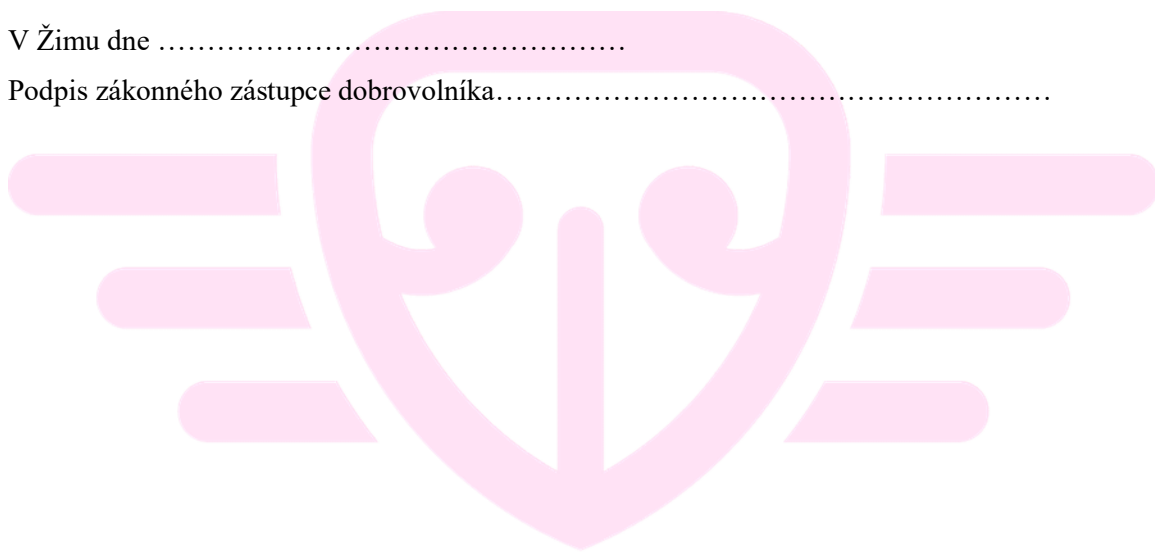 V Žimu dne ……………………………………….
Podpis zákonného zástupce dobrovolníka…………………………………………………